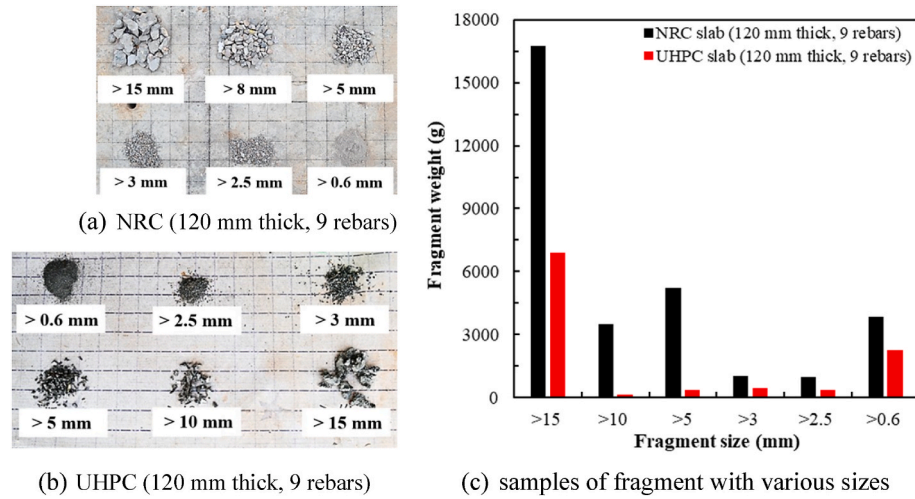 > 15 mm
> 8 mm
> 5 mm
> 3 mm
> 2.5 mm
> 0.6 mm
(a) NRC (120 mm thick, 9 rebars)
> 0.6 mm
> 2.5 mm
> 3 mm
> 5 mm
> 10 mm
> 15 mm
(b) UHPC (120 mm thick, 9 rebars)
NRC slab (120 mm thick, 9 rebars)
UHPC slab (120 mm thick, 9 rebars)
Fragment weight (g)
18000
15000
12000
9000
6000
3000
0
>15 >10 >5 >3 >2.5 >0.6
Fragment size (mm)
(c) samples of fragment with various sizes